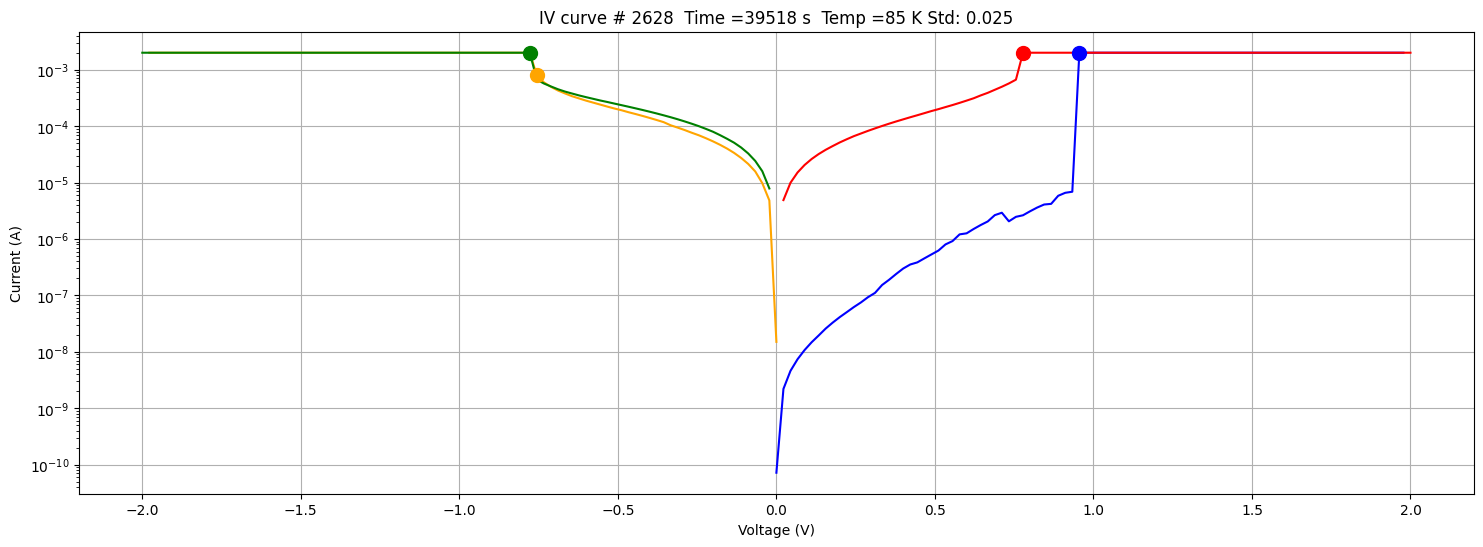 IV curve # 2628  Time =39518 s  Temp =85 K Std: 0.025
Current (A)
10⁻³
10⁻⁴
10⁻⁵
10⁻⁶
10⁻⁷
10⁻⁸
10⁻⁹
10⁻¹⁰
−2.0 −1.5 −1.0 −0.5 0.0 0.5 1.0 1.5 2.0
Voltage (V)